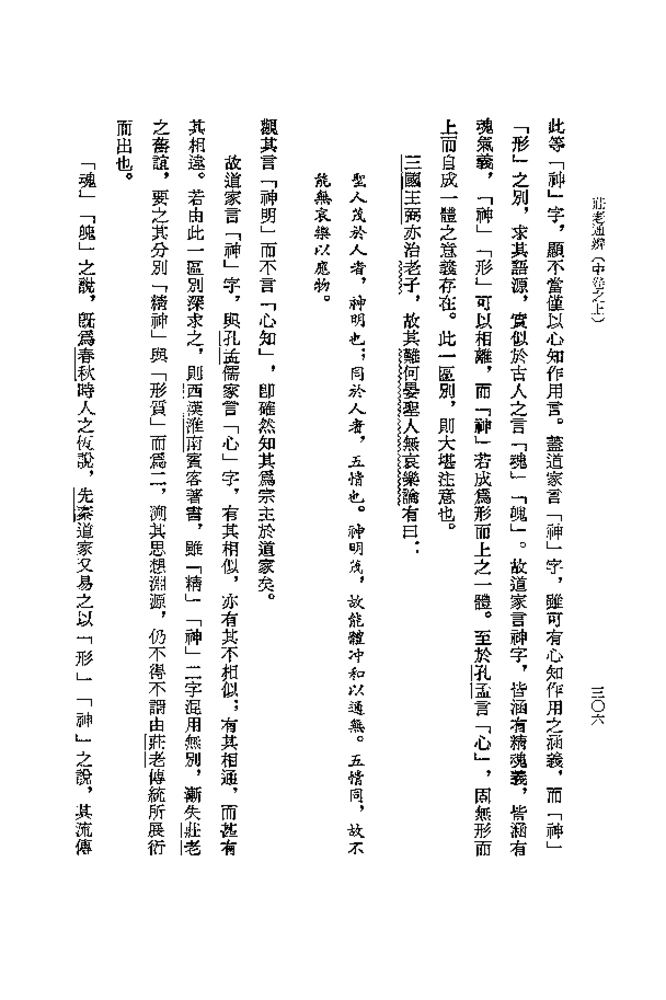 莊老通辨（中卷之上）
三〇六
此等「神」字，顯不當僅以心知作用言。蓋道家言「神」字，雖可有心知作用之涵義，而「神」
「形」之別，求其語源，實似於古人之言「魂」「魄」。故道家言神字，皆涵有精魂義，皆涵有
魂氣義，「神」「形」可以相離，而「神」若成為形而上之一體。至於孔孟言「心」，固無形而
上而自成一體之意義存在。此一區別，則大堪注意也。
三國王弼亦治老子，故其難何晏聖人無哀樂論有曰：
聖人茂於人者，神明也；同於人者，五情也。神明茂，故能體冲和以通無。五情同，故不
能無哀樂以應物。
觀其言「神明」而不言「心知」，卽確然知其爲宗主於道家矣。
故道家言「神」字，與孔孟儒家言「心」字，有其相似，亦有其不相似；有其相通，而甚有
其相違。若由此一區別深求之，則西漢淮南賓客著書，雖「精」「神」二字混用無別，漸失莊老
之舊誼，要之其分別「精神」與「形質」而爲二，溯其思想淵源，仍不得不謂由莊老傳統所展衍
而出也。
「魂」「魄」之說，旣爲春秋時人之恆說，先秦道家又易之以「形」「神」之說，其流傳